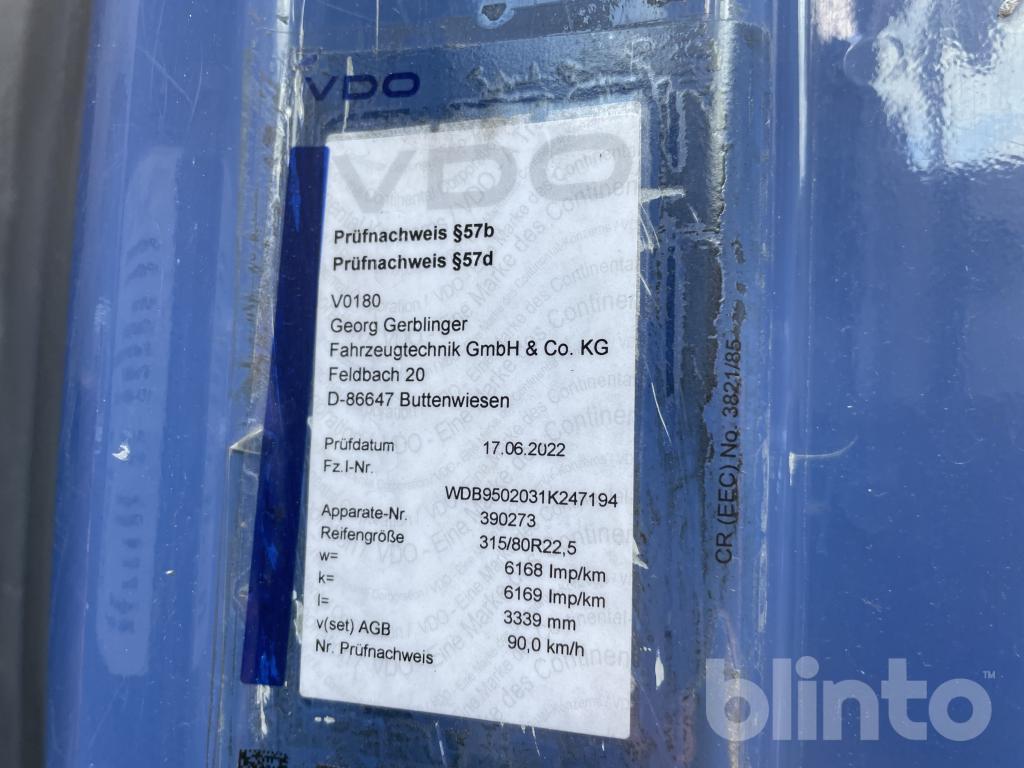 VDO
VDO
Prüfnachweis §57b
Prüfnachweis §57d
V0180
Georg Gerblinger
Fahrzeugtechnik GmbH & Co. KG
Feldbach 20
D-86647 Buttenwiesen
Prüfdatum 17.06.2022
Fz.I-Nr.
WDB9502031K247194
Apparate-Nr. 390273
Reifengröße 315/80R22,5
w= 6168 Imp/km
k= 6169 Imp/km
l= 3339 mm
v(set) AGB 90,0 km/h
Nr. Prüfnachweis
CR (EEC) No. 3821/85
blinto™